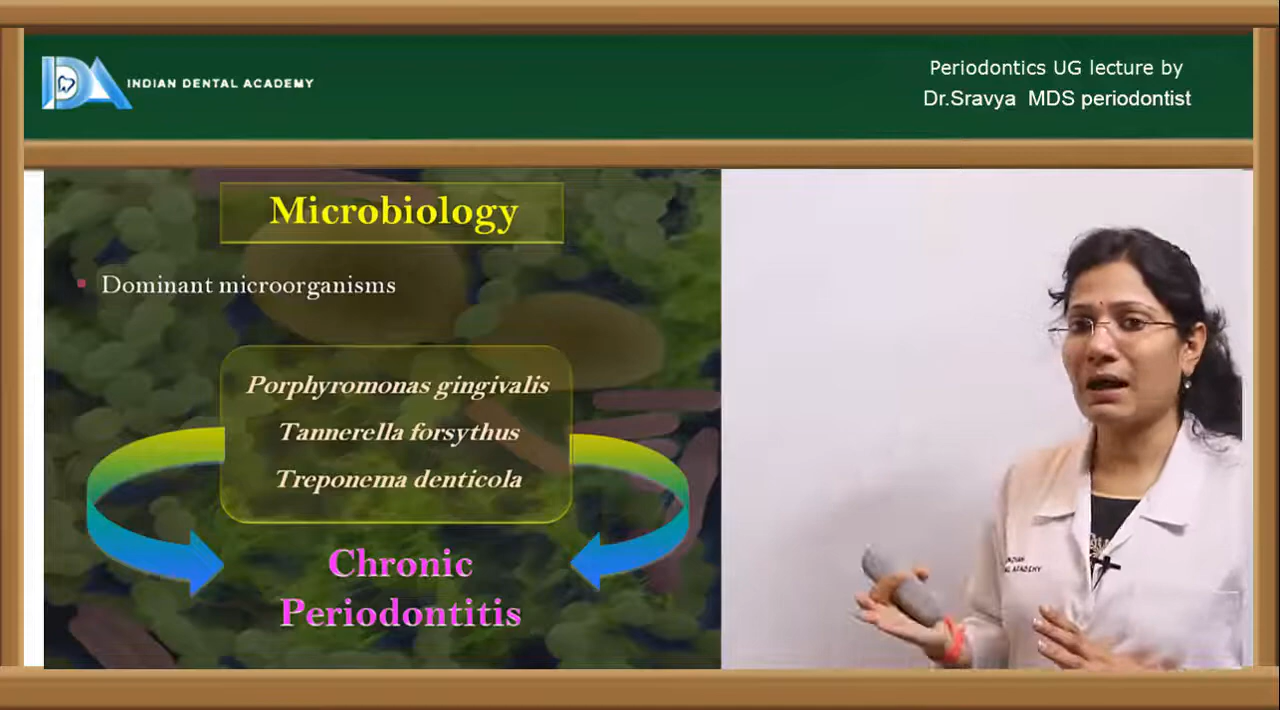 INDIAN DENTAL ACADEMY
Periodontics UG lecture by
Dr.Sravya MDS periodontist
Microbiology
Dominant microorganisms
Porphyromonas gingivalis
Tannerella forsythus
Treponema denticola
Chronic
Periodontitis